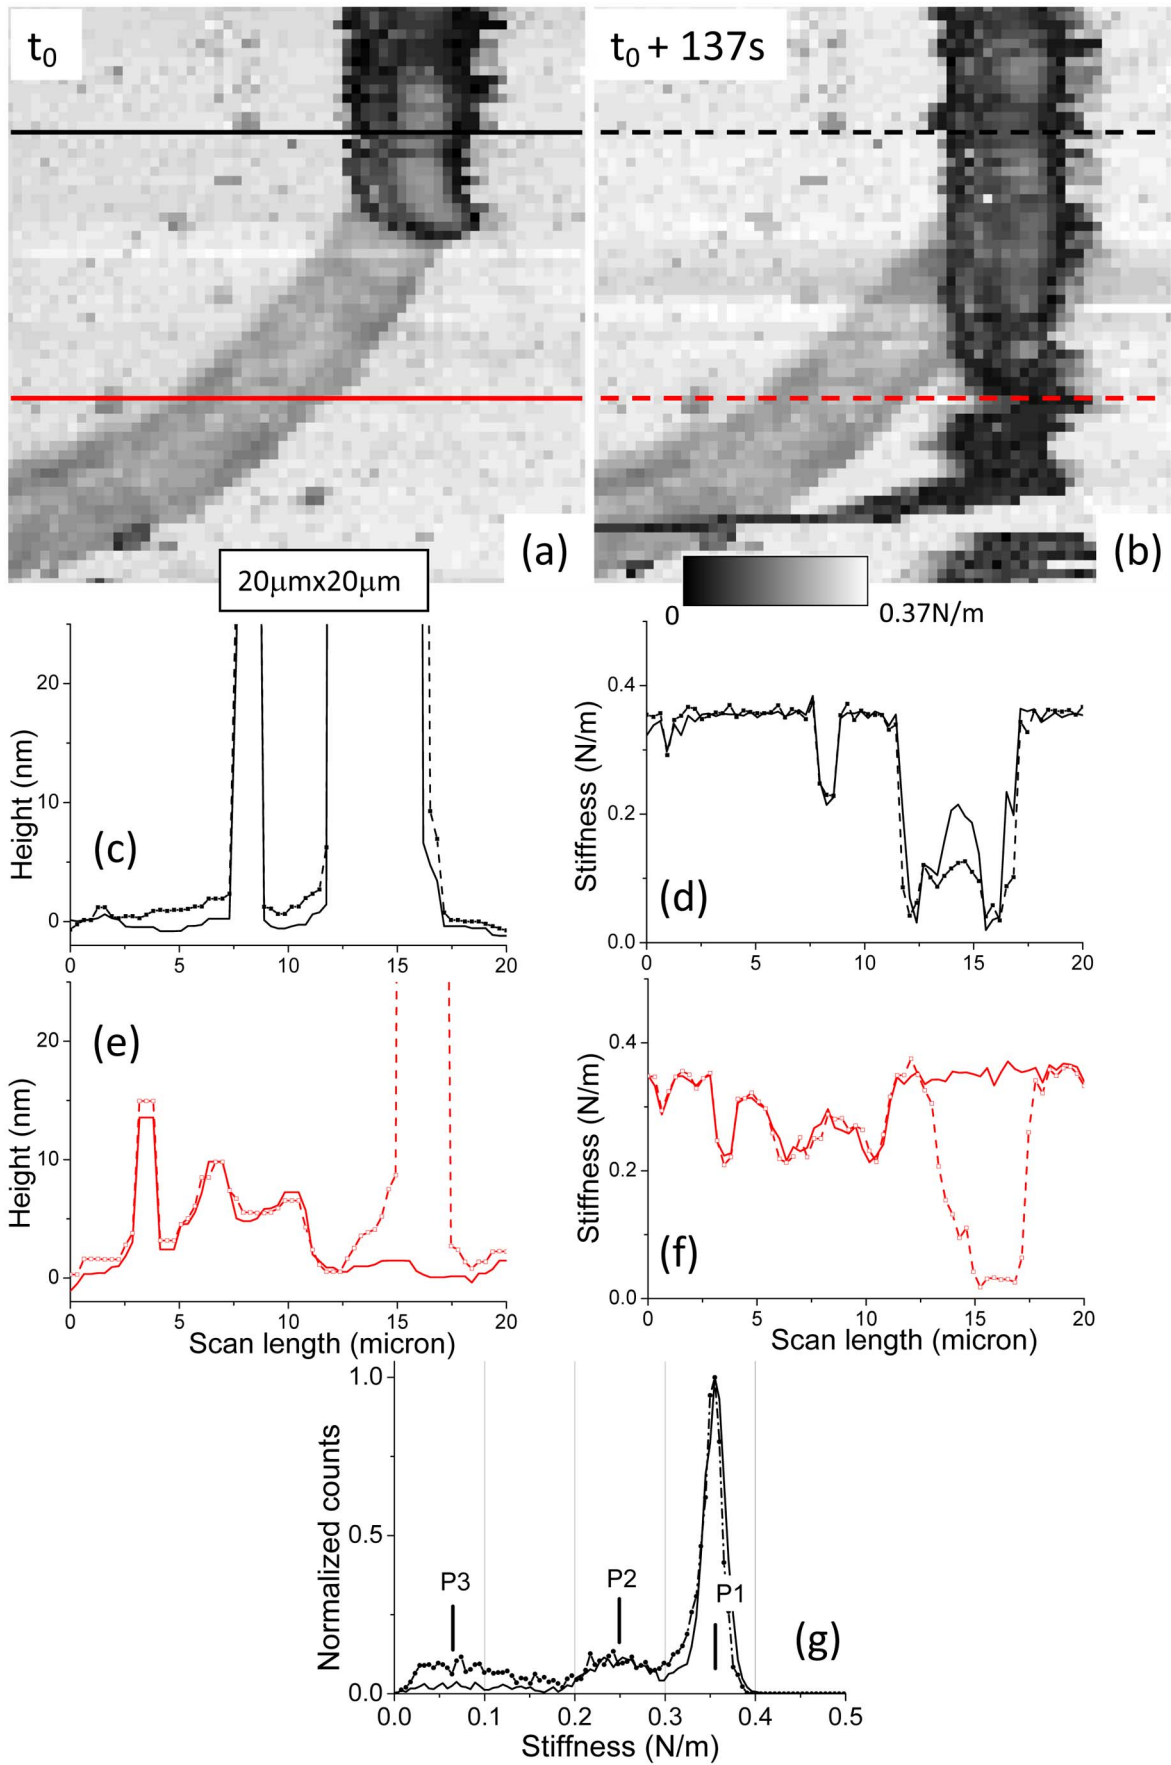 t0
t0 + 137s
(a)
(b)
20μmx20μm
0
0.37N/m
20
10
0
Height (nm)
(c)
0 5 10 15 20
0.4
0.2
0.0
Stiffness (N/m)
(d)
0 5 10 15 20
20
10
0
Height (nm)
(e)
0 5 10 15 20
Scan length (micron)
0.4
0.2
0.0
Stiffness (N/m)
(f)
0 5 10 15 20
Scan length (micron)
1.0
0.5
0.0
Normalized counts
P3
P2
P1
(g)
0.0 0.1 0.2 0.3 0.4 0.5
Stiffness (N/m)